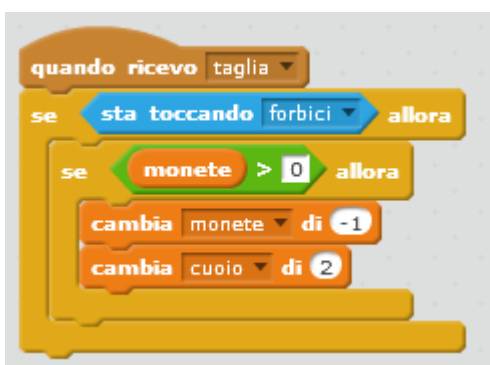 quando ricevo taglia
se sta toccando forbici allora
se monete > 0 allora
cambia monete di -1
cambia cuoio di 2